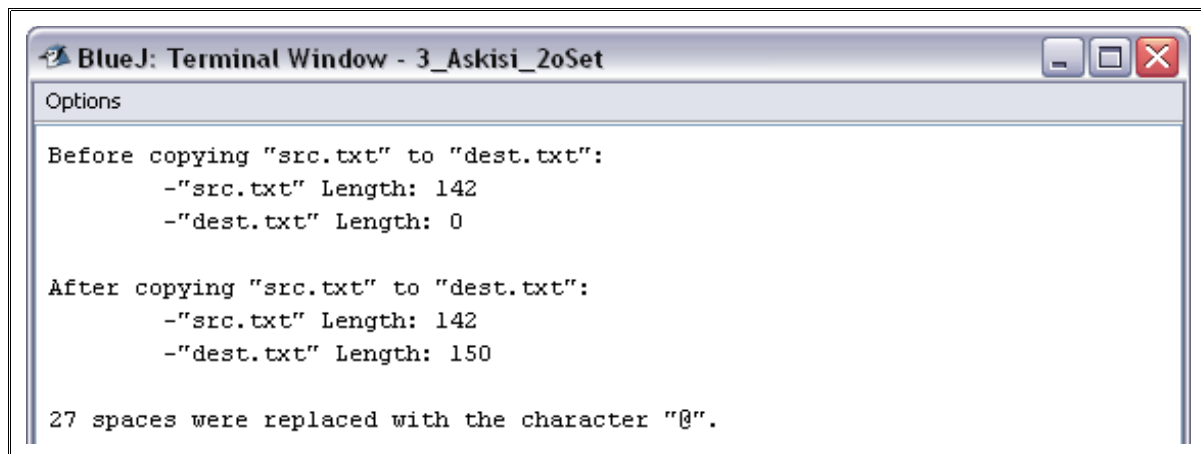 BlueJ: Terminal Window - 3_Askisi_2oSet
Options
Before copying "src.txt" to "dest.txt":
-"src.txt" Length: 142
-"dest.txt" Length: 0
After copying "src.txt" to "dest.txt":
-"src.txt" Length: 142
-"dest.txt" Length: 150
27 spaces were replaced with the character "@".